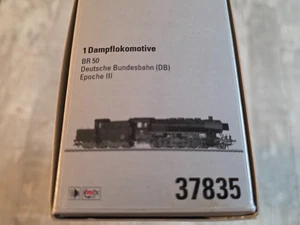 1 Dampflokomotive
BR 50
Deutsche Bundesbahn (DB)
Epoche III
37835